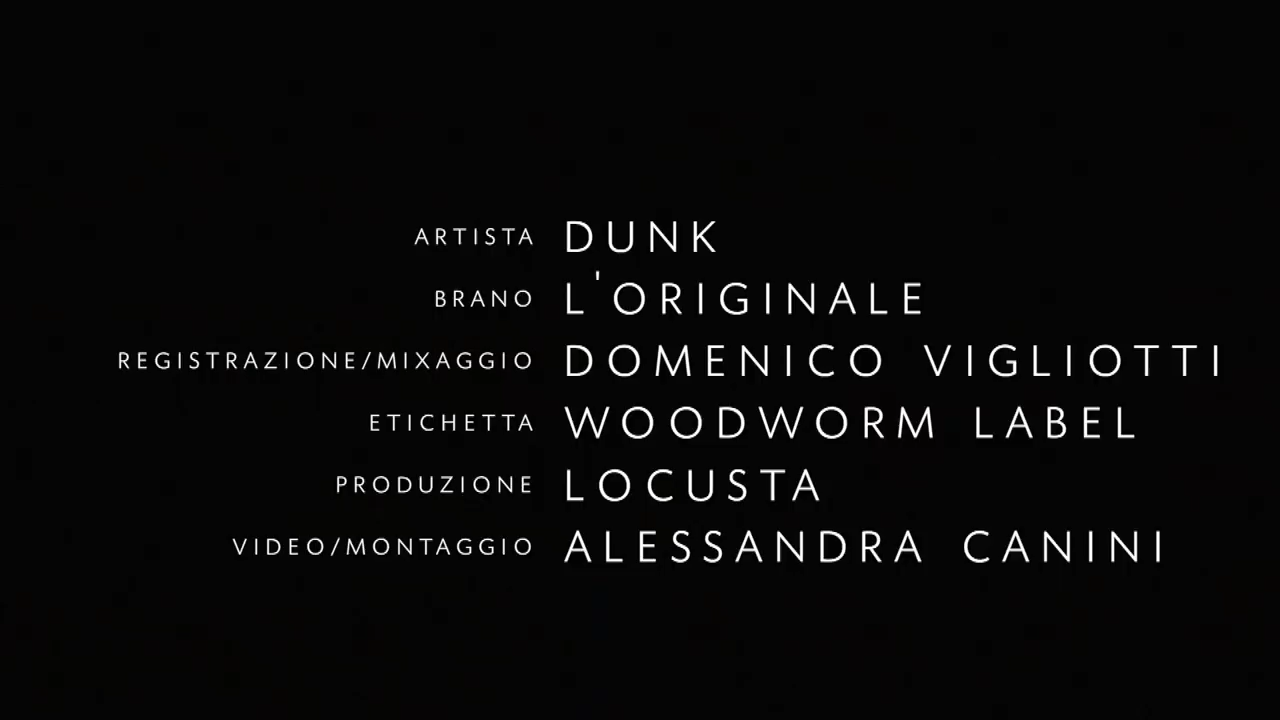 ARTISTA DUNK
BRANO L'ORIGINALE
REGISTRAZIONE/MIXAGGIO DOMENICO VIGLIOTTI
ETICHETTA WOODWORM LABEL
PRODUZIONE LOCUSTA
VIDEO/MONTAGGIO ALESSANDRA CANINI